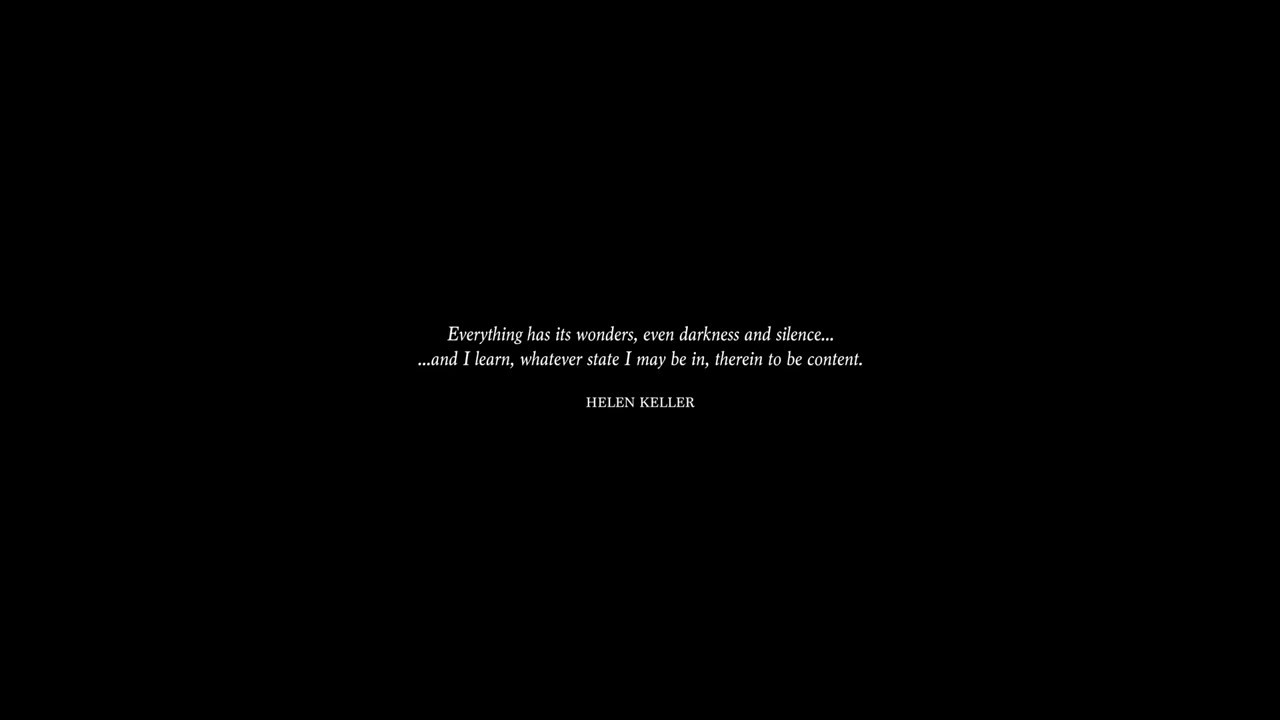 Everything has its wonders, even darkness and silence...
...and I learn, whatever state I may be in, therein to be content.
HELEN KELLER